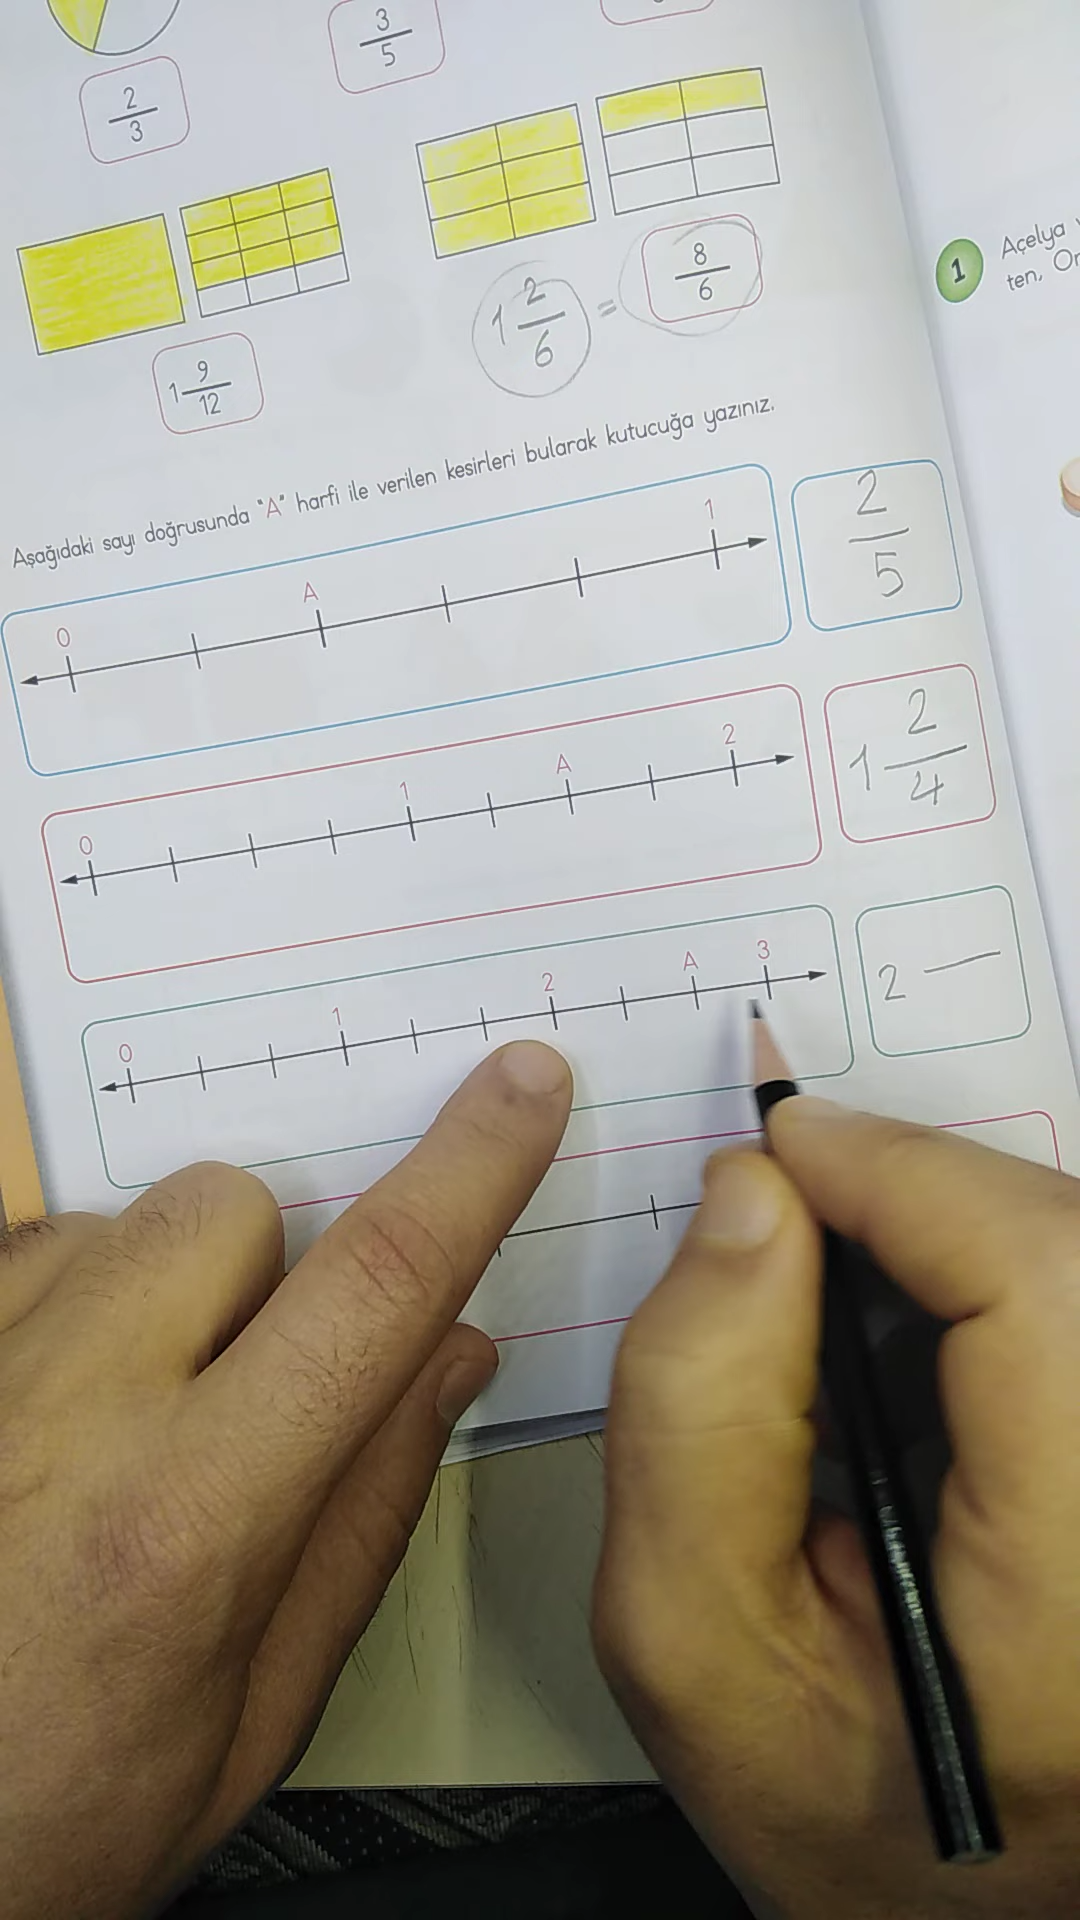 2/3
3/5
1 9/12
1 2/6 = 8/6
1
Açelya
ten, Or
Aşağıdaki sayı doğrusunda "A" harfi ile verilen kesirleri bularak kutucuğa yazınız.
0 A 1
2/5
0 1 A 2
1 2/4
0 1 2 A 3
2 —